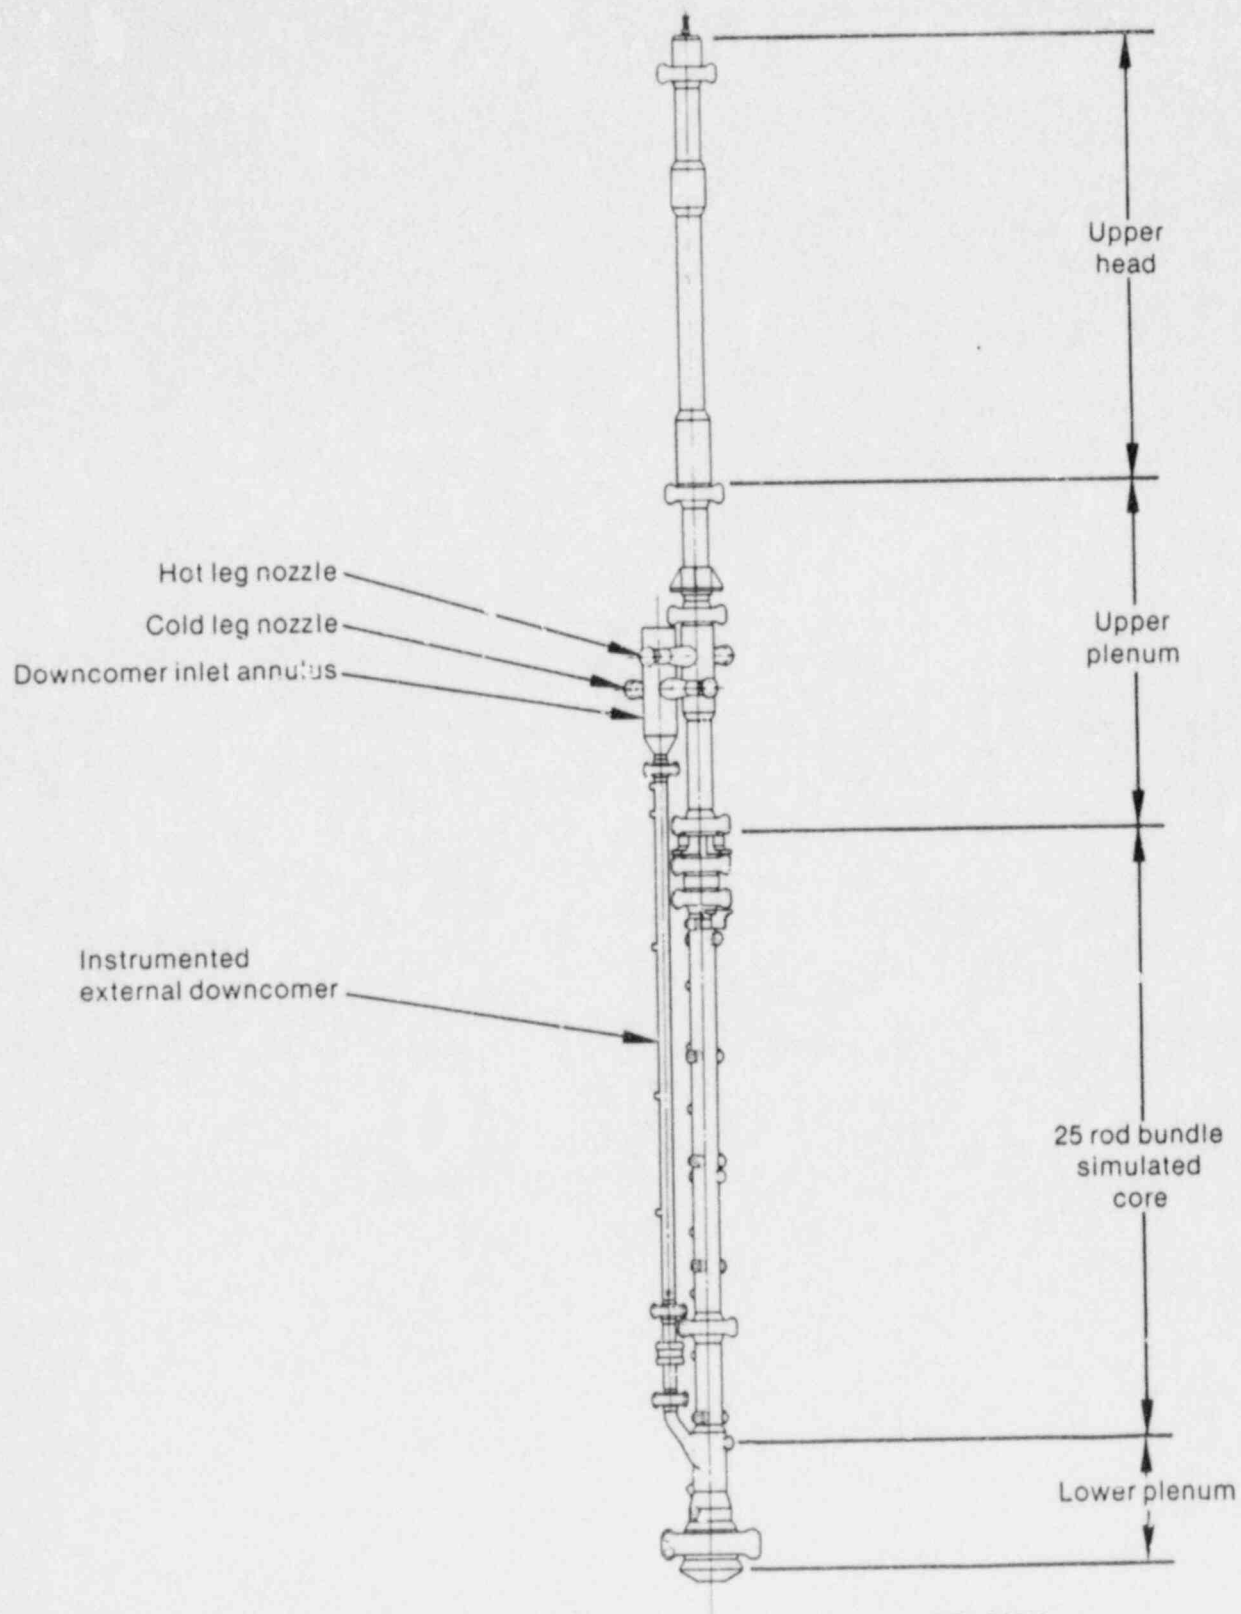 Upper
head
Hot leg nozzle
Cold leg nozzle
Downcomer inlet annulus
Upper
plenum
Instrumented
external downcomer
25 rod bundle
simulated
core
Lower plenum